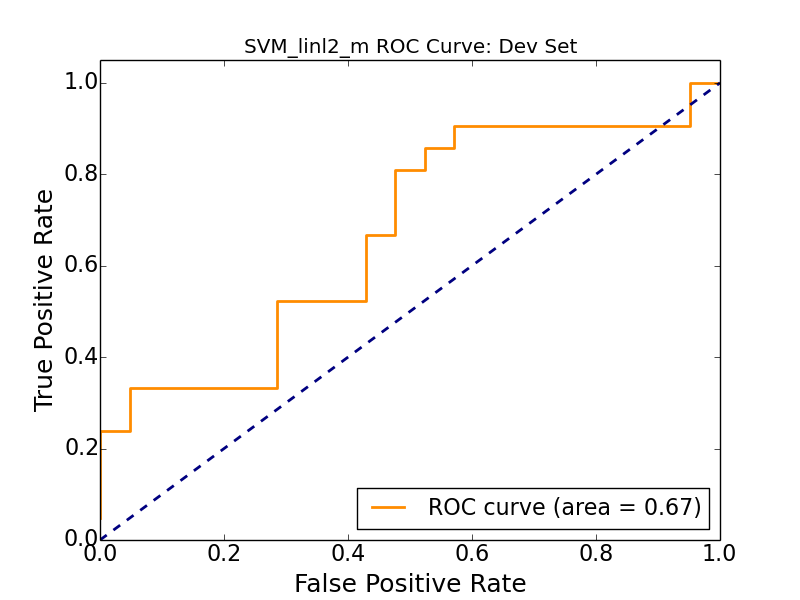 SVM_linl2_m ROC Curve: Dev Set
1.0
0.8
0.6
0.4
0.2
0.0
True Positive Rate
ROC curve (area = 0.67)
0.0 0.2 0.4 0.6 0.8 1.0
False Positive Rate